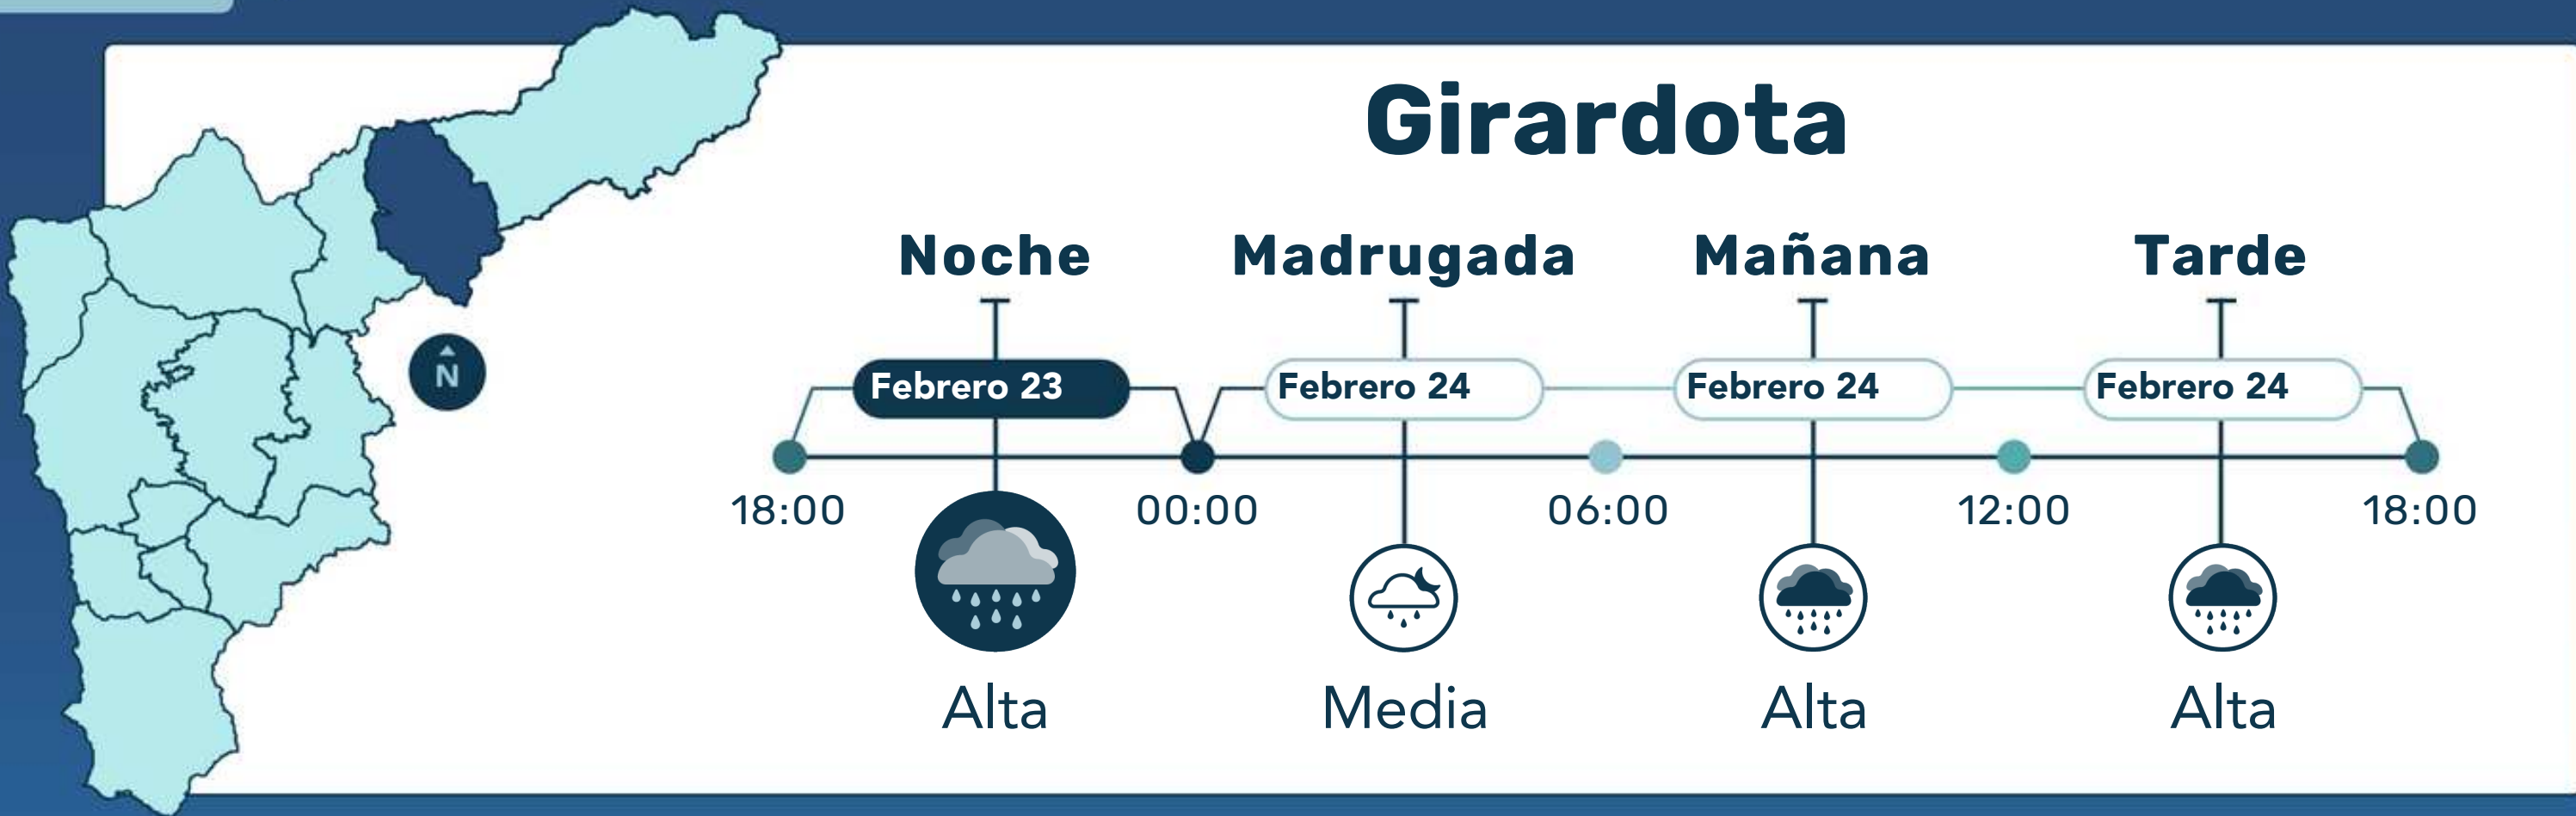 Girardota
Noche
Madrugada
Mañana
Tarde
Febrero 23
Febrero 24
Febrero 24
Febrero 24
N
18:00
00:00
06:00
12:00
18:00
Alta
Media
Alta
Alta